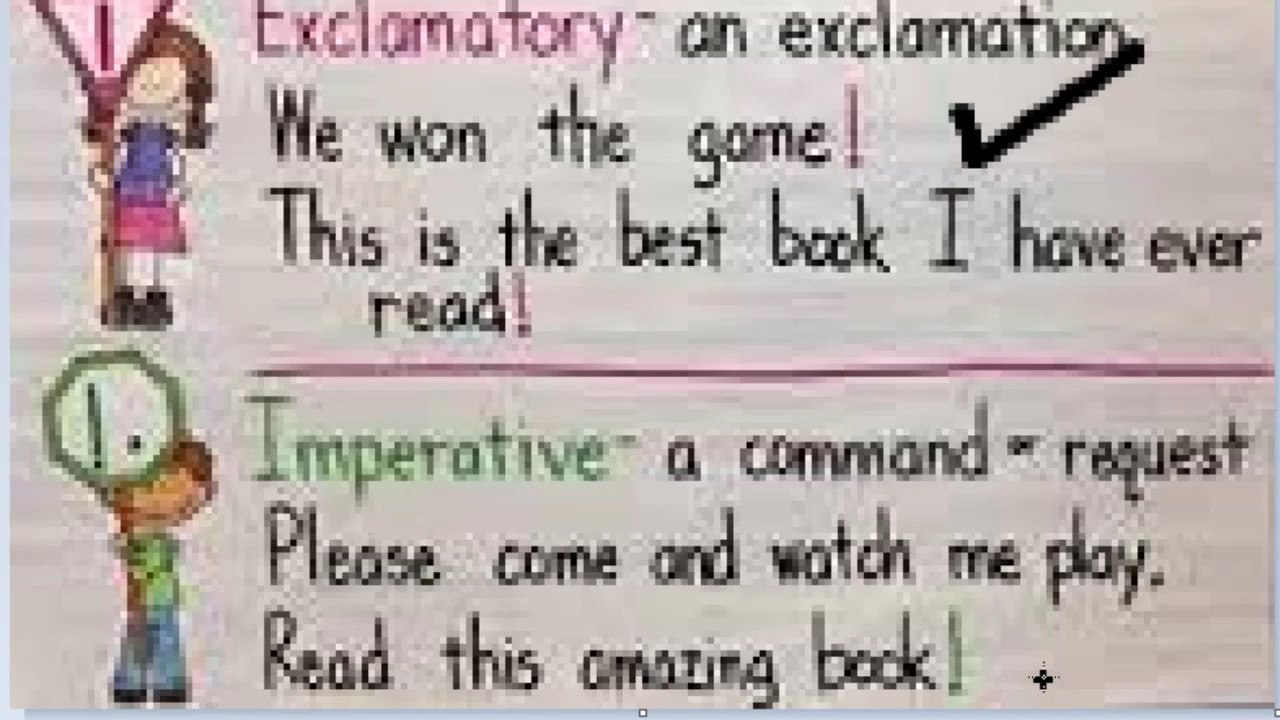 Exclamatory- an exclamation
We won the game!
This is the best book I have ever
read!
Imperative- a command or request
Please come and watch me play.
Read this amazing book!